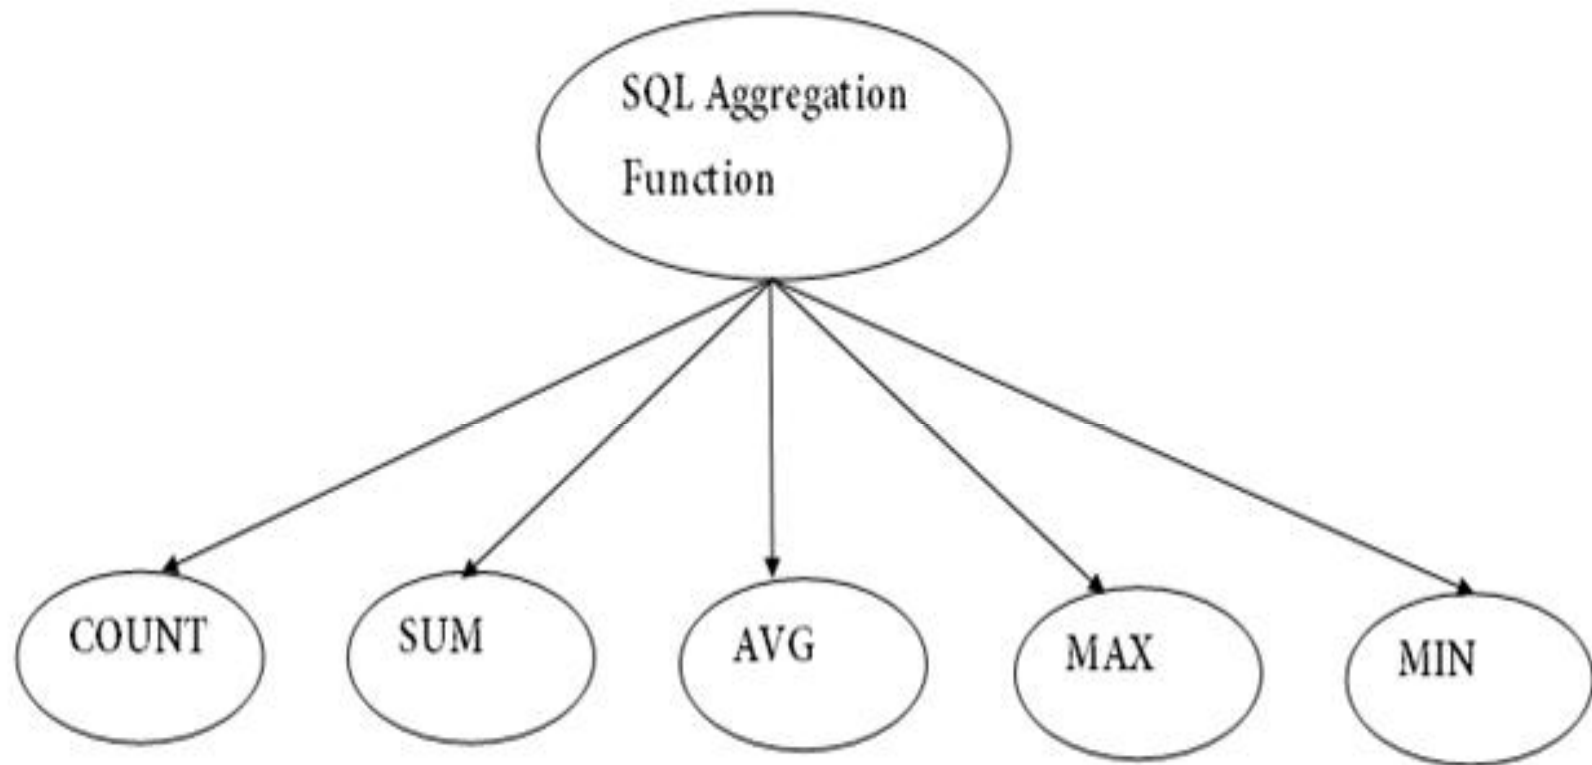 SQL Aggregation
Function
COUNT
SUM
AVG
MAX
MIN